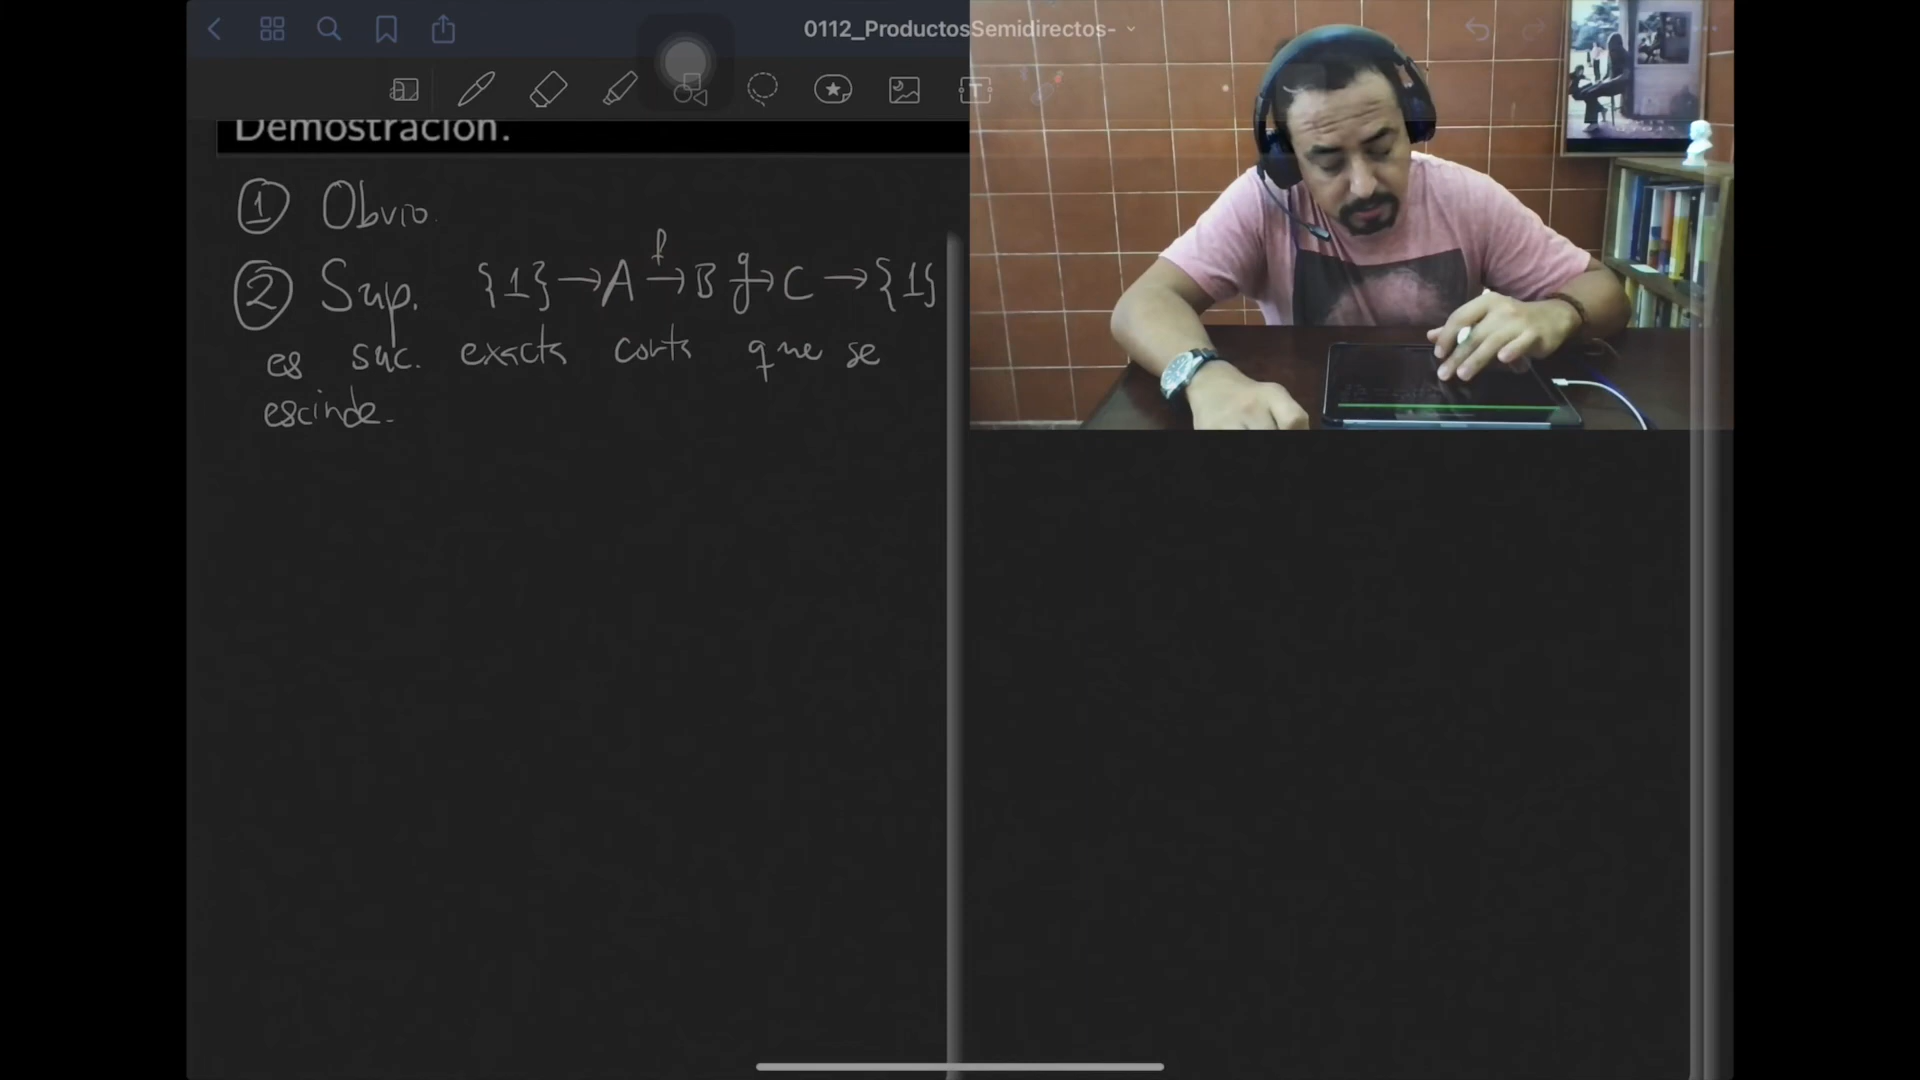 0112_ProductosSemidirectos-
Demostración.
① Obvio.
② Sup. {1}→A →f B →g C →{1}
es suc. exacta corta que se
escinde.